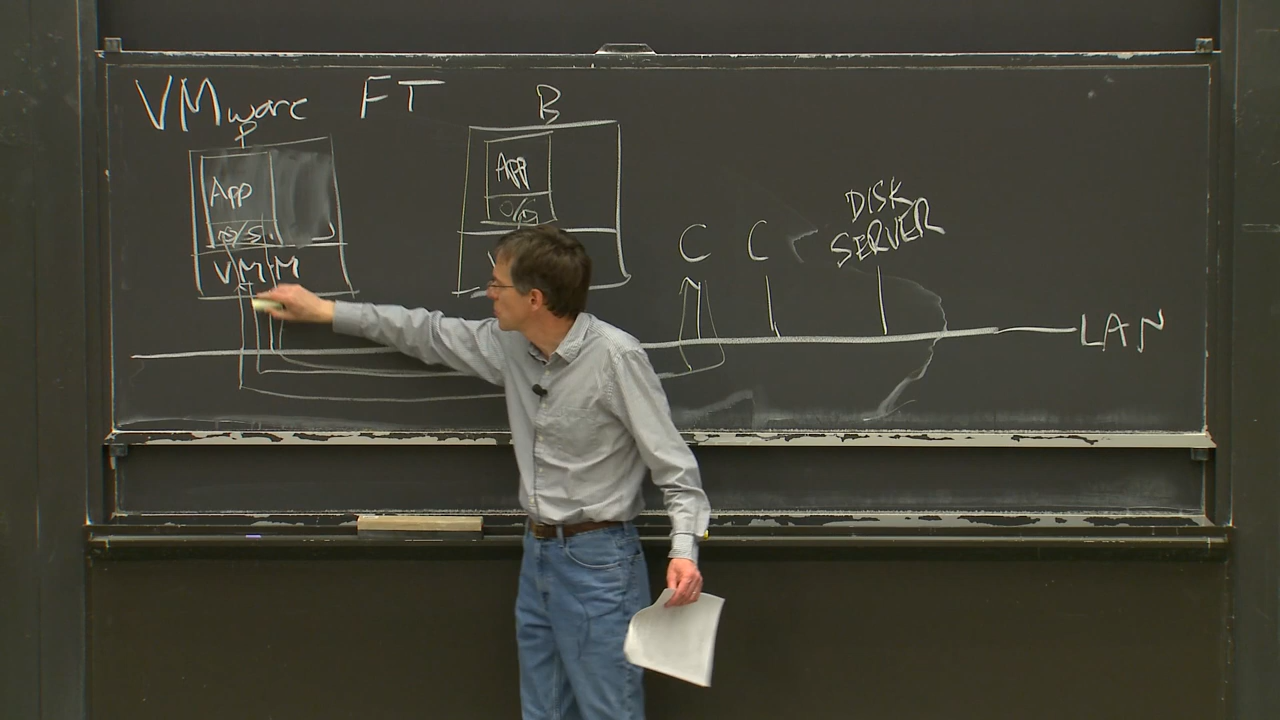 VMware FT
P
B
App
App
O/S
O/S
VMM
V
C C
DISK
SERVER
LAN